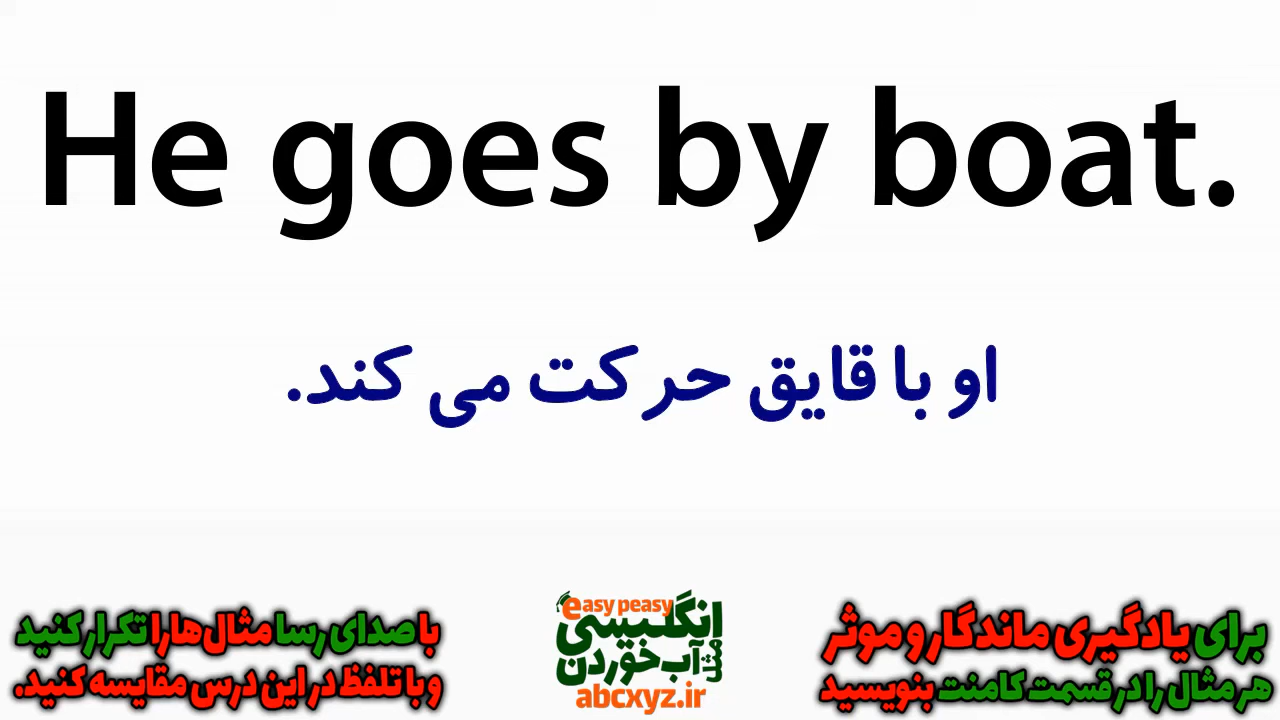 He goes by boat.
او با قایق حرکت می کند.
برای یادگیری ماندگار و موثر
هر مثال را در قسمت کامنت بنویسید
easy peasy
انگلیسی
مثل آب خوردن
abcxyz.ir
با صدای رسا مثال‌ها را تکرار کنید
و با تلفظ در این درس مقایسه کنید.